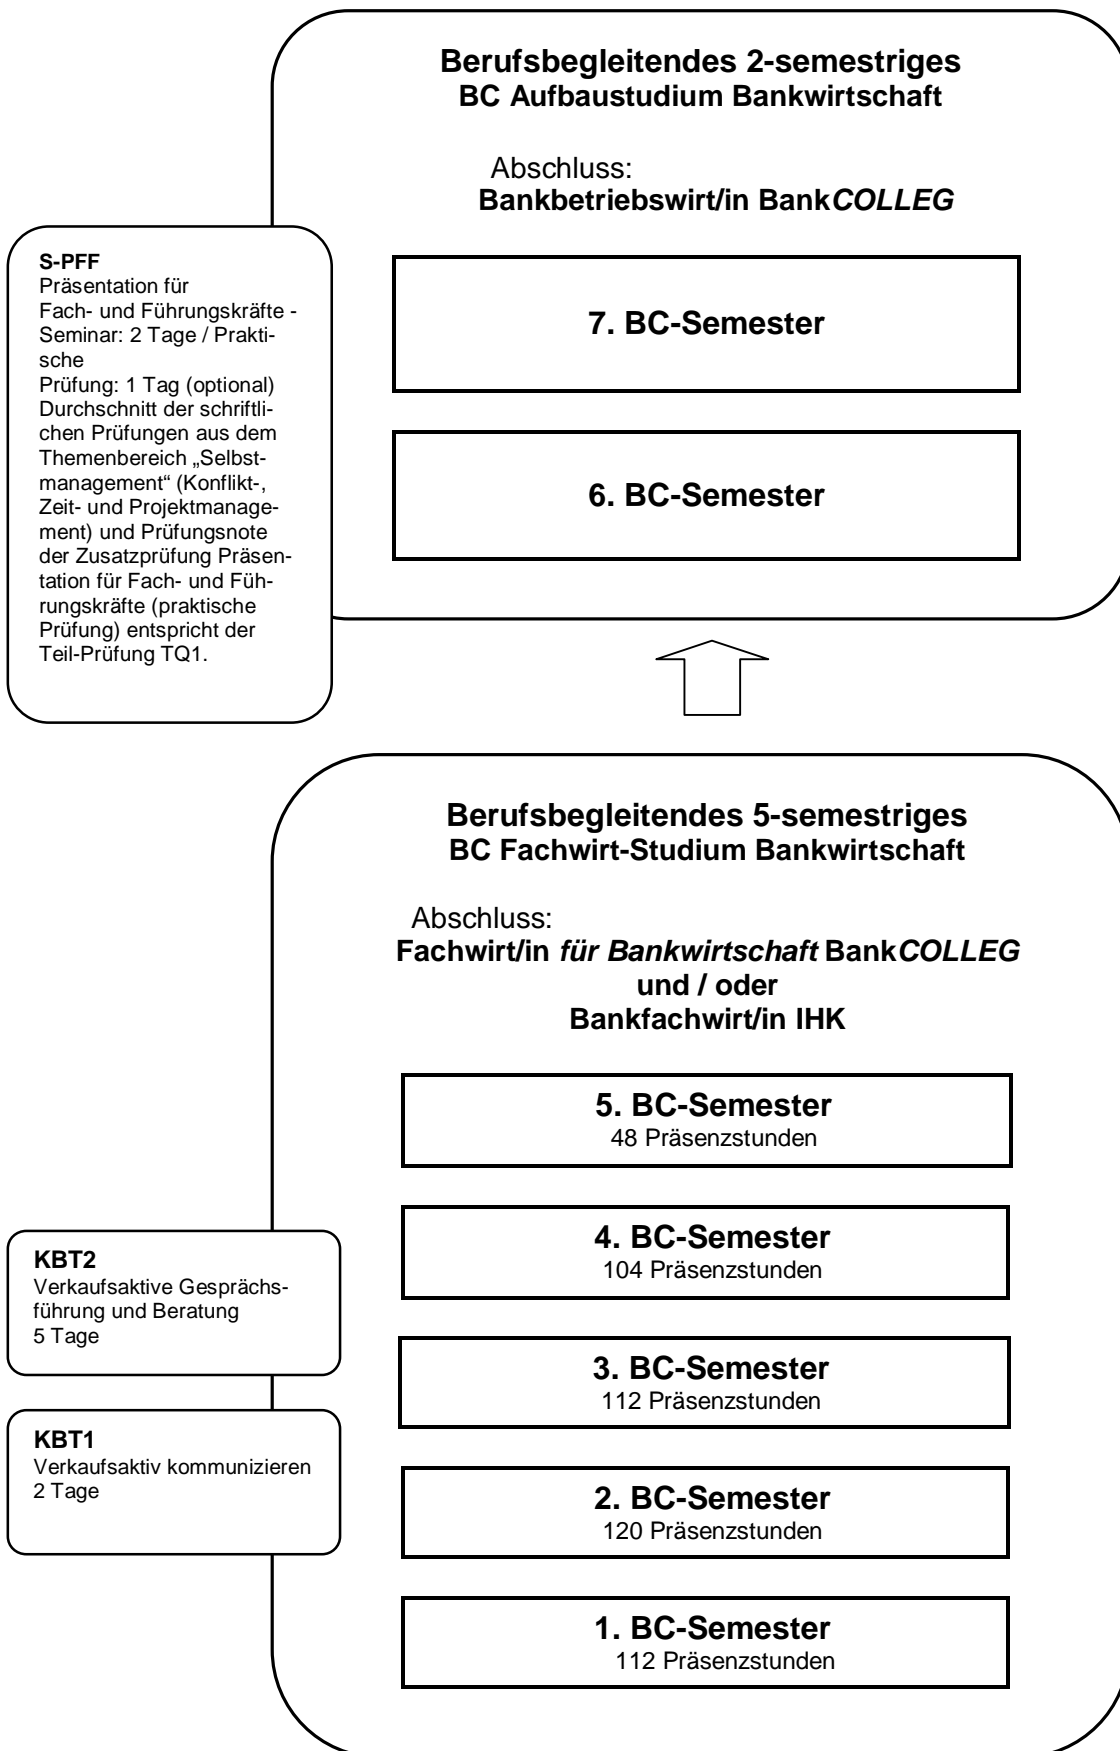 Berufsbegleitendes 2-semestriges
BC Aufbaustudium Bankwirtschaft
Abschluss:
Bankbetriebswirt/in BankCOLLEG
S-PFF
Präsentation für
Fach- und Führungskräfte -
Seminar: 2 Tage / Prakti-
sche
Prüfung: 1 Tag (optional)
Durchschnitt der schriftli-
chen Prüfungen aus dem
Themenbereich „Selbst-
management“ (Konflikt-,
Zeit- und Projektmanage-
ment) und Prüfungsnote
der Zusatzprüfung Präsen-
tation für Fach- und Füh-
rungskräfte (praktische
Prüfung) entspricht der
Teil-Prüfung TQ1.
7. BC-Semester
6. BC-Semester
Berufsbegleitendes 5-semestriges
BC Fachwirt-Studium Bankwirtschaft
Abschluss:
Fachwirt/in für Bankwirtschaft BankCOLLEG
und / oder
Bankfachwirt/in IHK
5. BC-Semester
48 Präsenzstunden
4. BC-Semester
104 Präsenzstunden
KBT2
Verkaufsaktive Gesprächs-
führung und Beratung
5 Tage
3. BC-Semester
112 Präsenzstunden
KBT1
Verkaufsaktiv kommunizieren
2 Tage
2. BC-Semester
120 Präsenzstunden
1. BC-Semester
112 Präsenzstunden